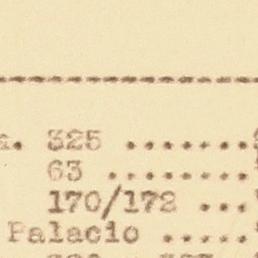 a. 325 .......
63 ........
170/172 ...
Palacio .....